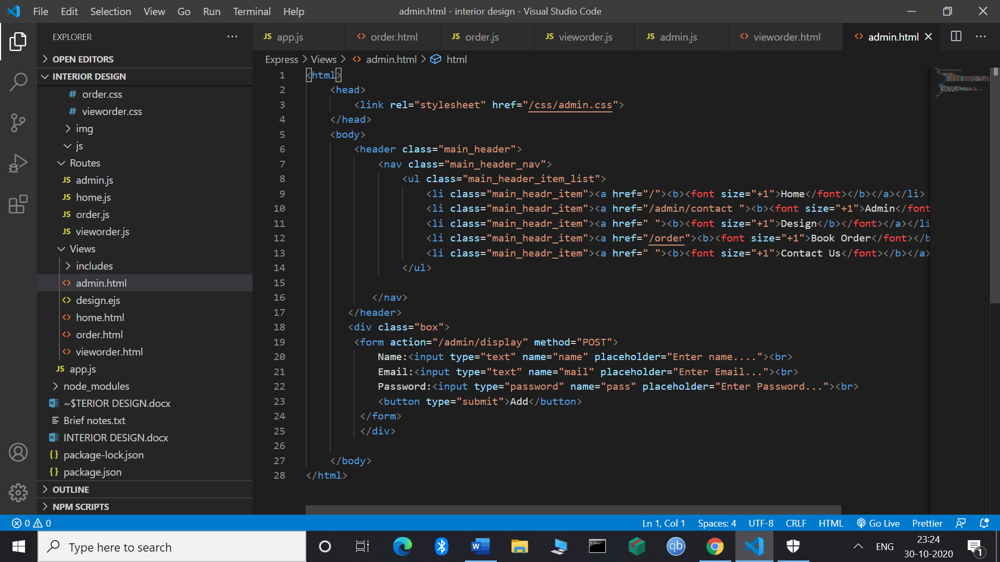 File Edit Selection View Go Run Terminal Help
admin.html - interior design - Visual Studio Code
EXPLORER
OPEN EDITORS
INTERIOR DESIGN
# order.css
# vieworder.css
img
js
Routes
JS admin.js
JS home.js
JS order.js
JS vieworder.js
Views
includes
<> admin.html
<> design.ejs
<> home.html
<> order.html
<> vieworder.html
JS app.js
node_modules
~$TERIOR DESIGN.docx
Brief notes.txt
INTERIOR DESIGN.docx
{} package-lock.json
{} package.json
OUTLINE
NPM SCRIPTS
JS app.js <> order.html JS order.js JS vieworder.js JS admin.js <> vieworder.html <> admin.html
Express > Views > <> admin.html > html
1 <html>
2 <head>
3 <link rel="stylesheet" href="/css/admin.css">
4 </head>
5 <body>
6 <header class="main_header">
7 <nav class="main_header_nav">
8 <ul class="main_header_item_list">
9 <li class="main_headr_item"><a href="/"><b><font size="+1">Home</font></b></a></li>
10 <li class="main_headr_item"><a href="/admin/contact "><b><font size="+1">Admin</font
11 <li class="main_headr_item"><a href=" "><b><font size="+1">Design</b></font></a></li
12 <li class="main_headr_item"><a href="/order"><b><font size="+1">Book Order</font></b
13 <li class="main_headr_item"><a href=" "><b><font size="+1">Contact Us</font></b></a>
14 </ul>
15
16 </nav>
17 </header>
18 <div class="box">
19 <form action="/admin/display" method="POST">
20 Name:<input type="text" name="name" placeholder="Enter name...."><br>
21 Email:<input type="text" name="mail" placeholder="Enter Email..."><br>
22 Password:<input type="password" name="pass" placeholder="Enter Password..."><br>
23 <button type="submit">Add</button>
24 </form>
25 </div>
26
27 </body>
28 </html>
0 0
Ln 1, Col 1 Spaces: 4 UTF-8 CRLF HTML Go Live Prettier
Type here to search
W
qb
ENG
23:24
30-10-2020
1